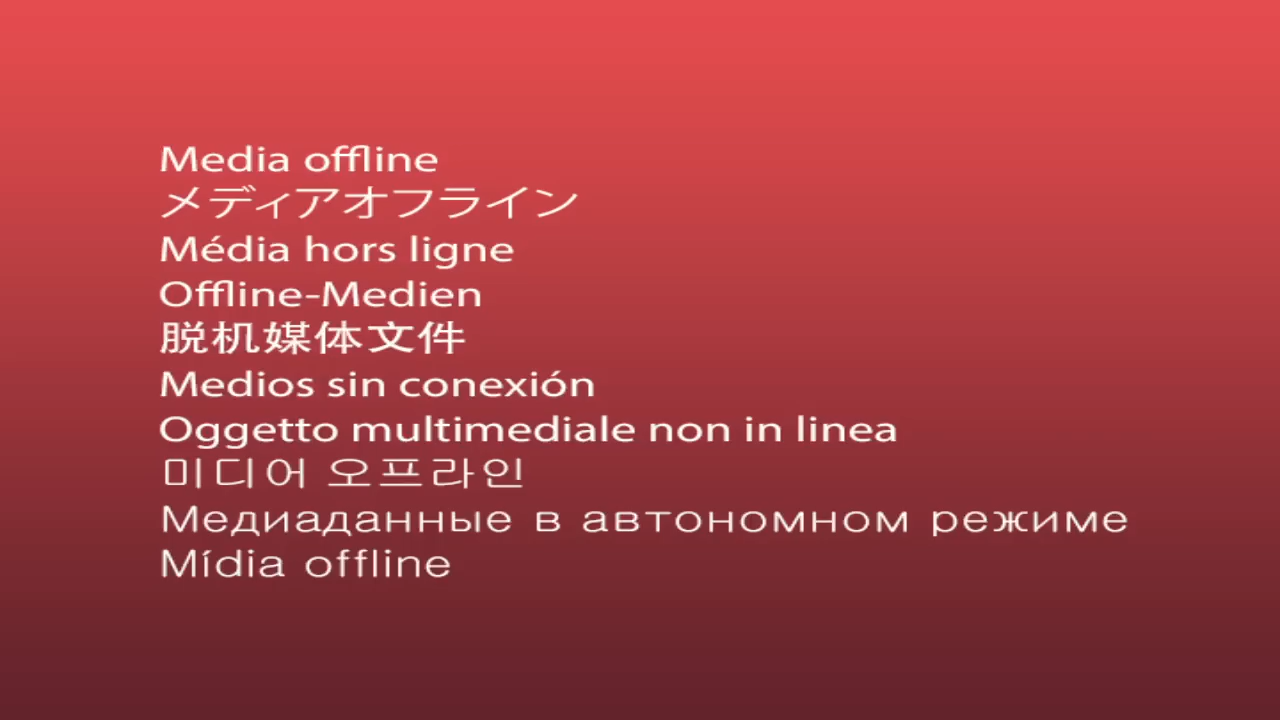 Media offline
メディアオフライン
Média hors ligne
Offline-Medien
脱机媒体文件
Medios sin conexión
Oggetto multimediale non in linea
미디어 오프라인
Медиаданные в автономном режиме
Mídia offline